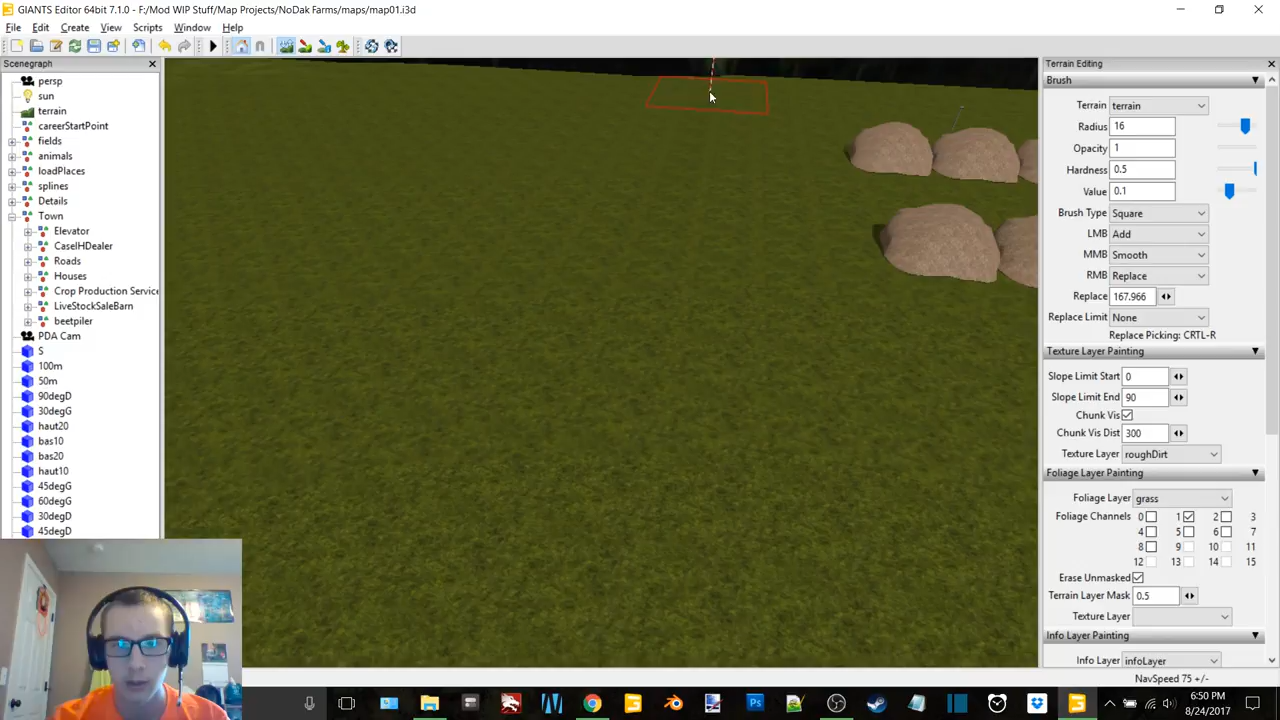 GIANTS Editor 64bit 7.1.0 - F:/Mod WIP Stuff/Map Projects/NoDak Farms/maps/map01.i3d
File Edit Create View Scripts Window Help
Scenegraph
persp
sun
terrain
careerStartPoint
fields
animals
loadPlaces
splines
Details
Town
Elevator
CaseIHDealer
Roads
Houses
Crop Production Service
LiveStockSaleBarn
beetpiler
PDA Cam
S
100m
50m
90degD
30degG
haut20
bas10
bas20
haut10
45degG
60degG
30degD
45degD
Terrain Editing
Brush
Terrain terrain
Radius 16
Opacity 1
Hardness 0.5
Value 0.1
Brush Type Square
LMB Add
MMB Smooth
RMB Replace
Replace 167.966
Replace Limit None
Replace Picking: CRTL-R
Texture Layer Painting
Slope Limit Start 0
Slope Limit End 90
Chunk Vis
Chunk Vis Dist 300
Texture Layer roughDirt
Foliage Layer Painting
Foliage Layer grass
Foliage Channels 0 1 2 3
4 5 6 7
8 9 10 11
12 13 14 15
Erase Unmasked
Terrain Layer Mask 0.5
Texture Layer
Info Layer Painting
Info Layer infoLayer
NavSpeed 75 +/-
Ps
6:50 PM
8/24/2017